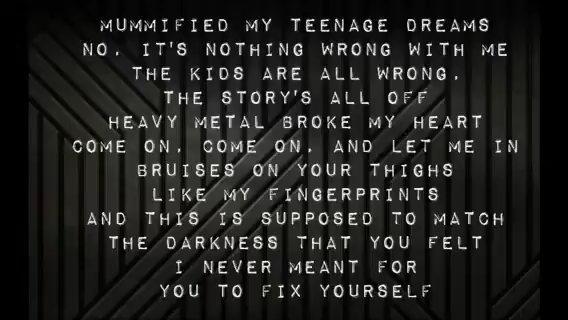 MUMMIFIED MY TEENAGE DREAMS
NO. IT'S NOTHING WRONG WITH ME
THE KIDS ARE ALL WRONG.
THE STORY'S ALL OFF
HEAVY METAL BROKE MY HEART
COME ON. COME ON. AND LET ME IN
BRUISES ON YOUR THIGHS
LIKE MY FINGERPRINTS
AND THIS IS SUPPOSED TO MATCH
THE DARKNESS THAT YOU FELT
I NEVER MEANT FOR
YOU TO FIX YOURSELF